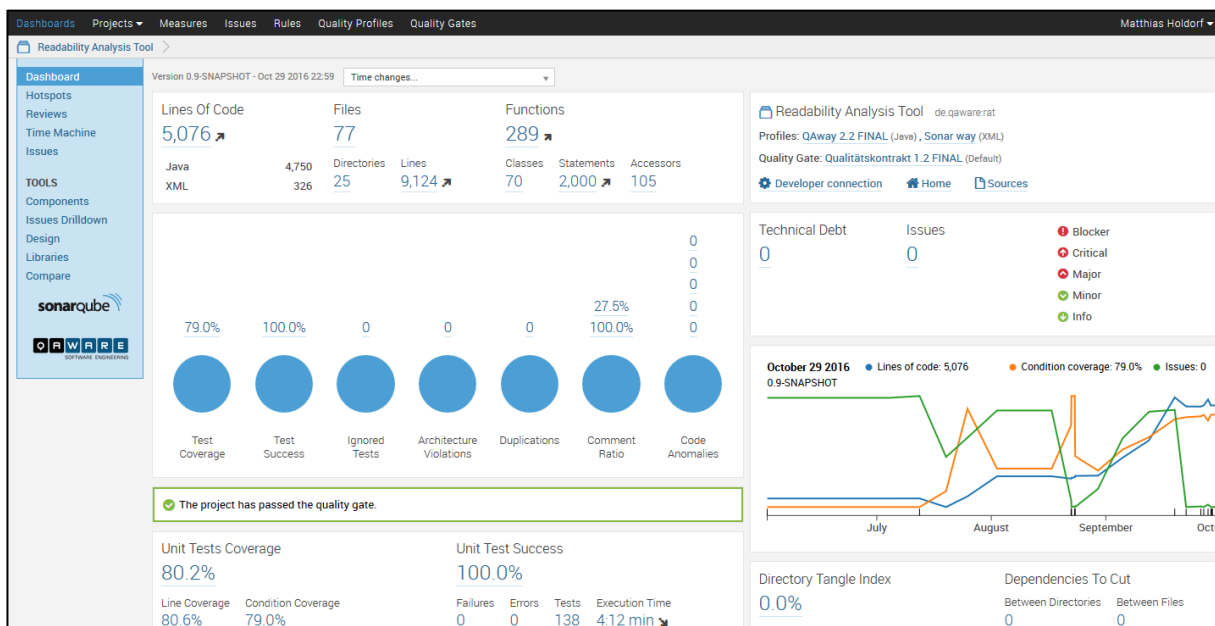 Dashboards Projects Measures Issues Rules Quality Profiles Quality Gates Matthias Holdorf
Readability Analysis Tool
Dashboard
Hotspots
Reviews
Time Machine
Issues
TOOLS
Components
Issues Drilldown
Design
Libraries
Compare
sonarqube
QAWARE
SOFTWARE ENGINEERING
Version 0.9-SNAPSHOT - Oct 29 2016 22:59 Time changes...
Lines Of Code Files Functions
5,076 77 289
Java 4,750 Directories Lines Classes Statements Accessors
XML 326 25 9,124 70 2,000 105
0
0
0
27.5% 0
79.0% 100.0% 0 0 0 100.0% 0
Test Ignored Architecture Duplications Comment Code
Coverage Success Tests Violations Ratio Anomalies
The project has passed the quality gate.
Unit Tests Coverage Unit Test Success
80.2% 100.0%
Line Coverage Condition Coverage Failures Errors Tests Execution Time
80.6% 79.0% 0 0 138 4:12 min
Readability Analysis Tool de.qaware:rat
Profiles: QAway 2.2 FINAL (Java) , Sonar way (XML)
Quality Gate: Qualitätskontrakt 1.2 FINAL (Default)
Developer connection Home Sources
Technical Debt Issues Blocker
0 0 Critical
Major
Minor
Info
October 29 2016 Lines of code: 5,076 Condition coverage: 79.0% Issues: 0
0.9-SNAPSHOT
July August September Octo
Directory Tangle Index Dependencies To Cut
0.0% Between Directories Between Files
0 0